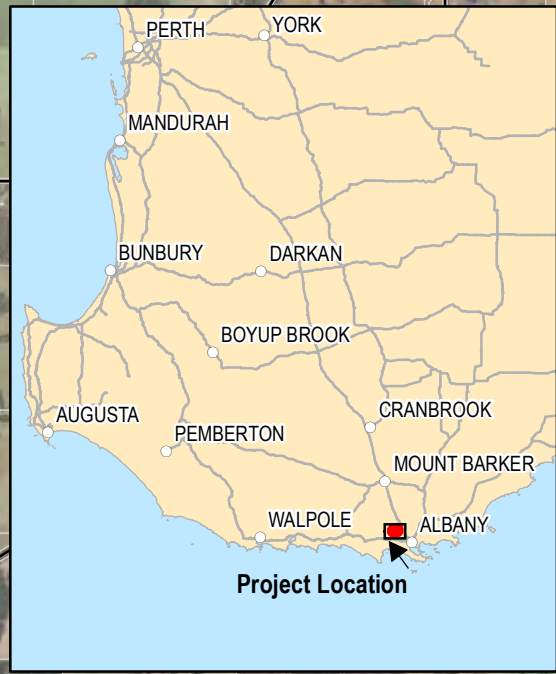 PERTH
YORK
MANDURAH
BUNBURY
DARKAN
BOYUP BROOK
AUGUSTA
PEMBERTON
CRANBROOK
MOUNT BARKER
WALPOLE
ALBANY
Project Location